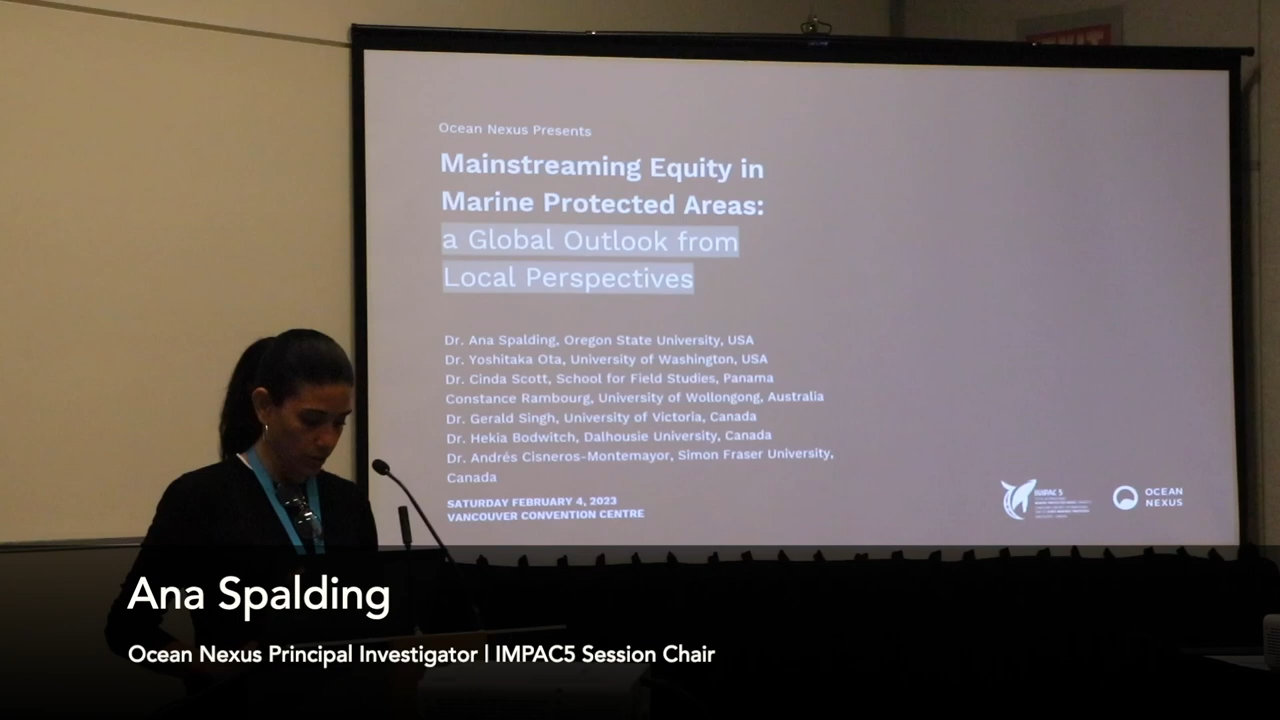 EXIT
Ocean Nexus Presents
Mainstreaming Equity in
Marine Protected Areas:
a Global Outlook from
Local Perspectives
Dr. Ana Spalding, Oregon State University, USA
Dr. Yoshitaka Ota, University of Washington, USA
Dr. Cinda Scott, School for Field Studies, Panama
Constance Rambourg, University of Wollongong, Australia
Dr. Gerald Singh, University of Victoria, Canada
Dr. Hekia Bodwitch, Dalhousie University, Canada
Dr. Andrés Cisneros-Montemayor, Simon Fraser University,
Canada
SATURDAY FEBRUARY 4, 2023
VANCOUVER CONVENTION CENTRE
IMPAC 5
OCEAN
NEXUS
Ana Spalding
Ocean Nexus Principal Investigator | IMPAC5 Session Chair